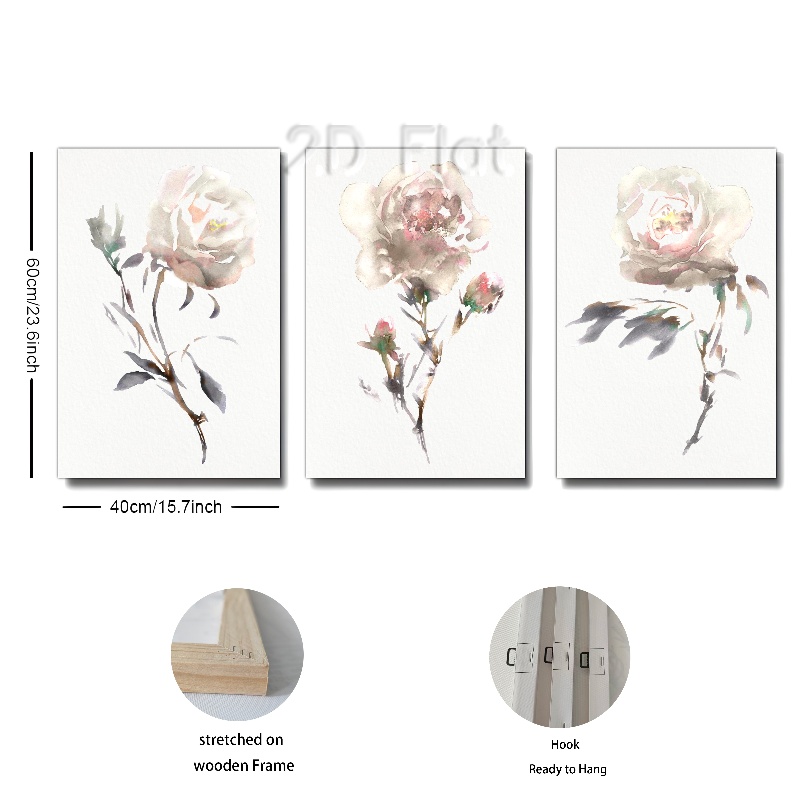 2D Flat
60cm/23.6inch
40cm/15.7inch
stretched on
wooden Frame
Hook
Ready to Hang